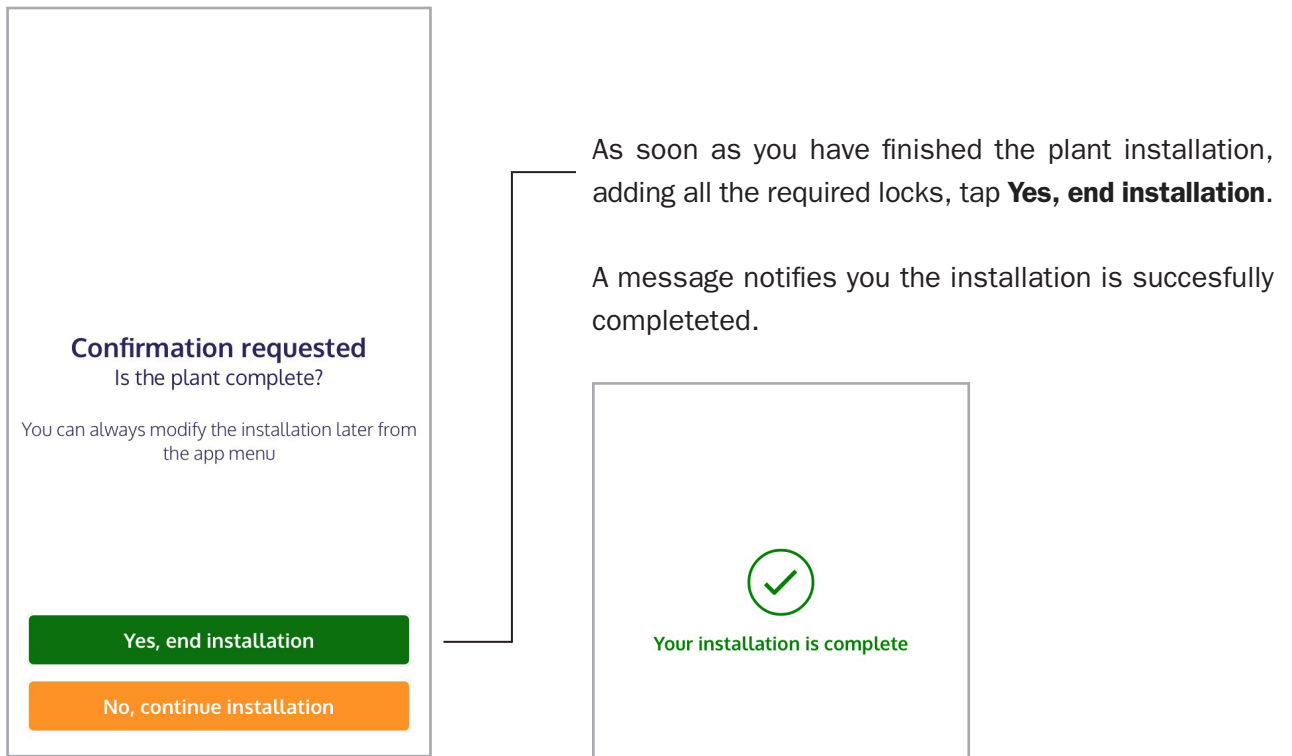 Confirmation requested
Is the plant complete?
You can always modify the installation later from
the app menu
Yes, end installation
No, continue installation
As soon as you have finished the plant installation,
adding all the required locks, tap Yes, end installation.
A message notifies you the installation is succesfully
completeted.
Your installation is complete